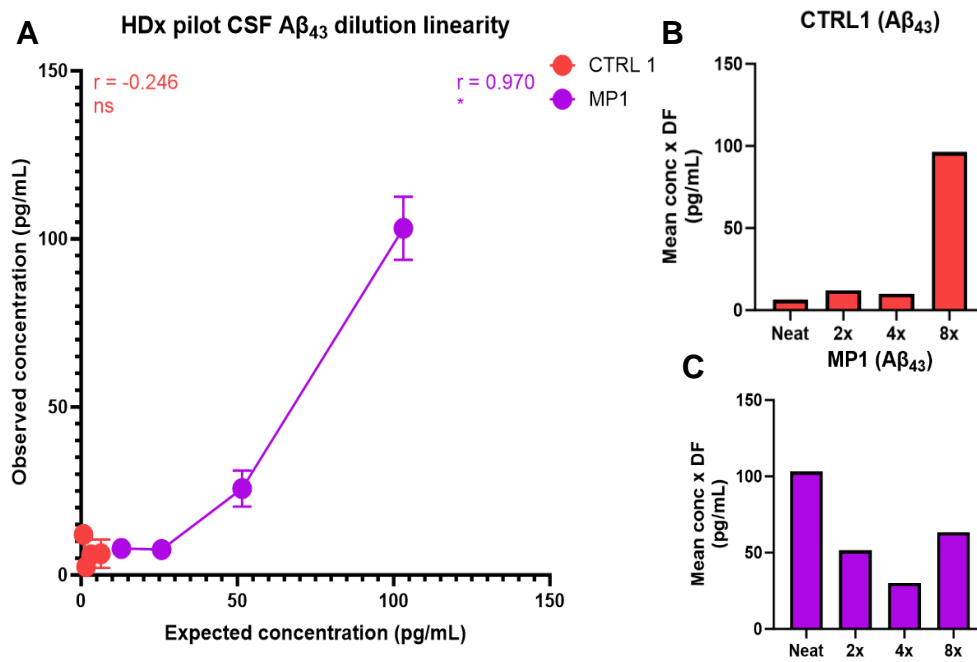 A
HDx pilot CSF Aβ₄₃ dilution linearity
r = -0.246
ns
r = 0.970
*
CTRL 1
MP1
Observed concentration (pg/mL)
150
100
50
0
0 50 100 150
Expected concentration (pg/mL)
B
CTRL1 (Aβ₄₃)
Mean conc x DF
(pg/mL)
150
100
50
0
Neat 2x 4x 8x
C
MP1 (Aβ₄₃)
Mean conc x DF
(pg/mL)
150
100
50
0
Neat 2x 4x 8x